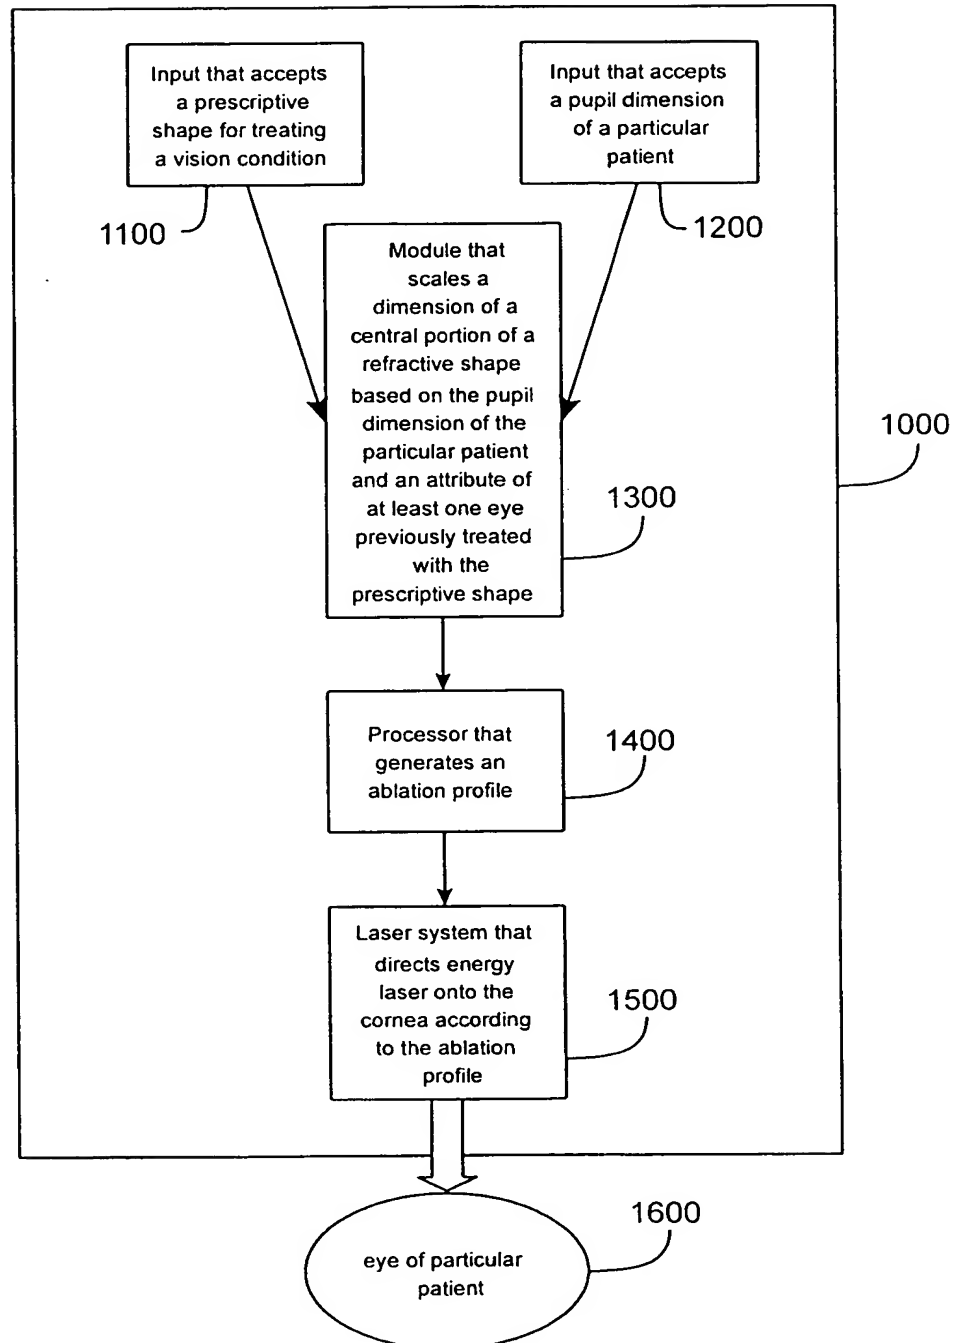 Input that accepts
a prescriptive
shape for treating
a vision condition
1100
Input that accepts
a pupil dimension
of a particular
patient
1200
Module that
scales a
dimension of a
central portion of a
refractive shape
based on the pupil
dimension of the
particular patient
and an attribute of
at least one eye
previously treated
with the
prescriptive shape
1300
1000
Processor that
generates an
ablation profile
1400
Laser system that
directs energy
laser onto the
cornea according
to the ablation
profile
1500
eye of particular
patient
1600